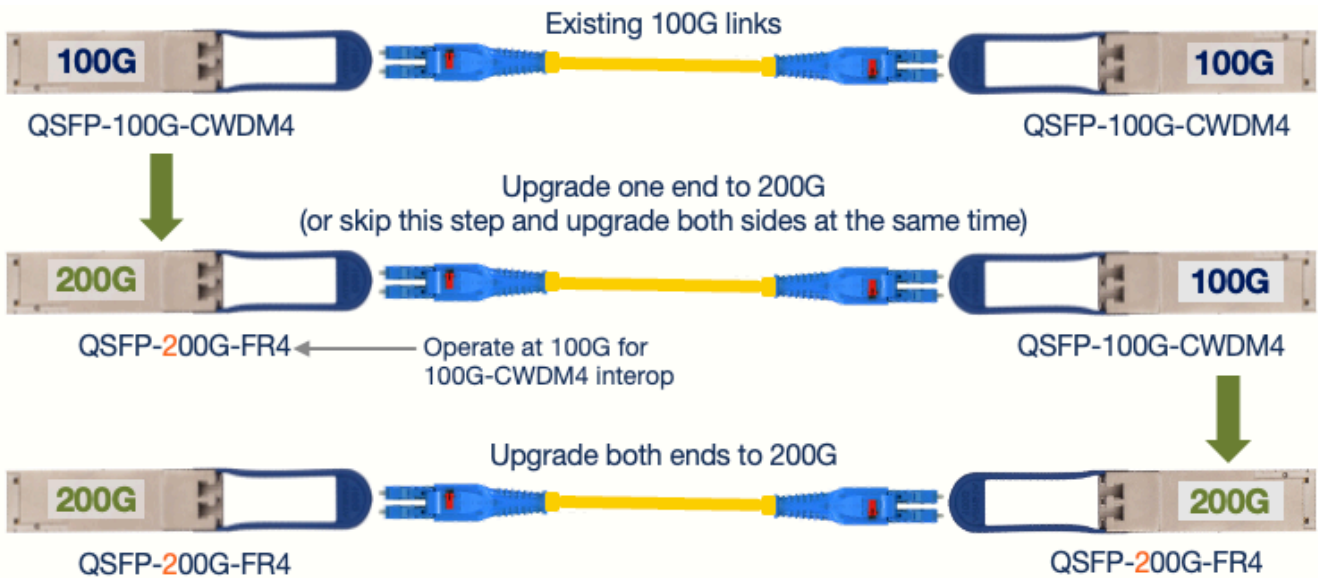 Existing 100G links
100G
100G
QSFP-100G-CWDM4
QSFP-100G-CWDM4
Upgrade one end to 200G
(or skip this step and upgrade both sides at the same time)
200G
100G
QSFP-200G-FR4
Operate at 100G for
100G-CWDM4 interop
QSFP-100G-CWDM4
Upgrade both ends to 200G
200G
200G
QSFP-200G-FR4
QSFP-200G-FR4